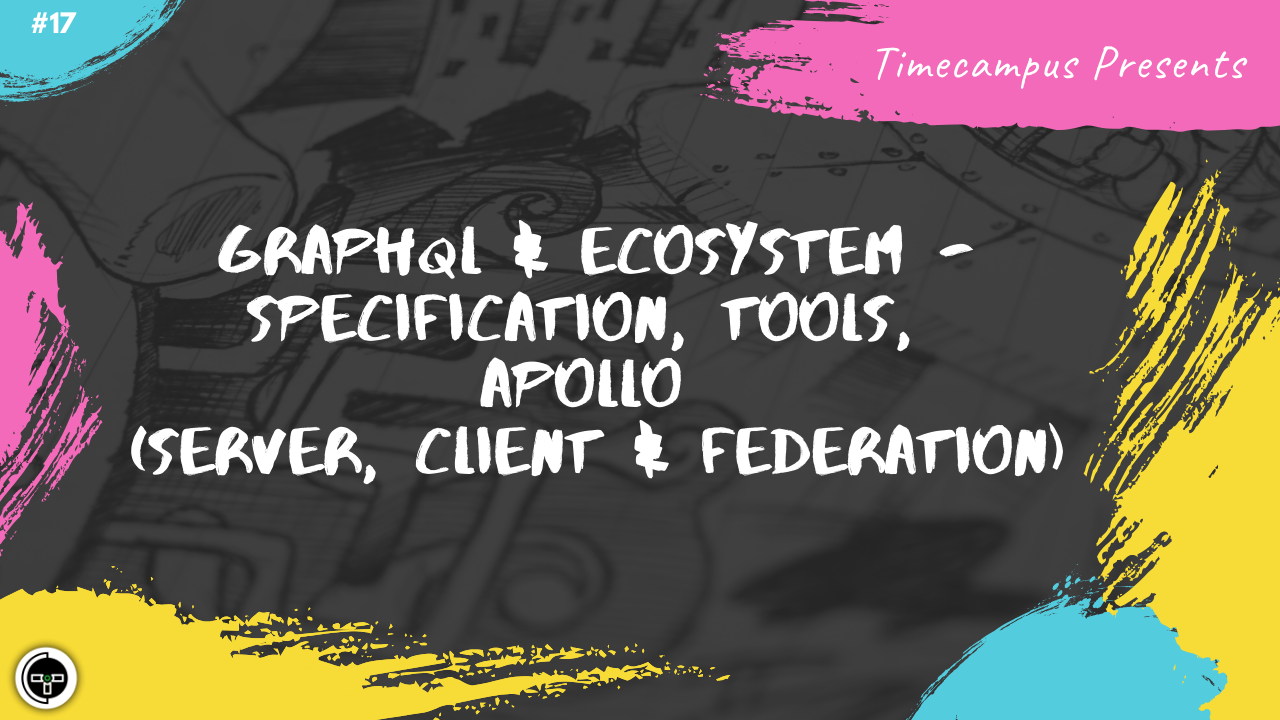 #17
Timecampus Presents
GRAPHQL & ECOSYSTEM -
SPECIFICATION, TOOLS,
APOLLO
(SERVER, CLIENT & FEDERATION)